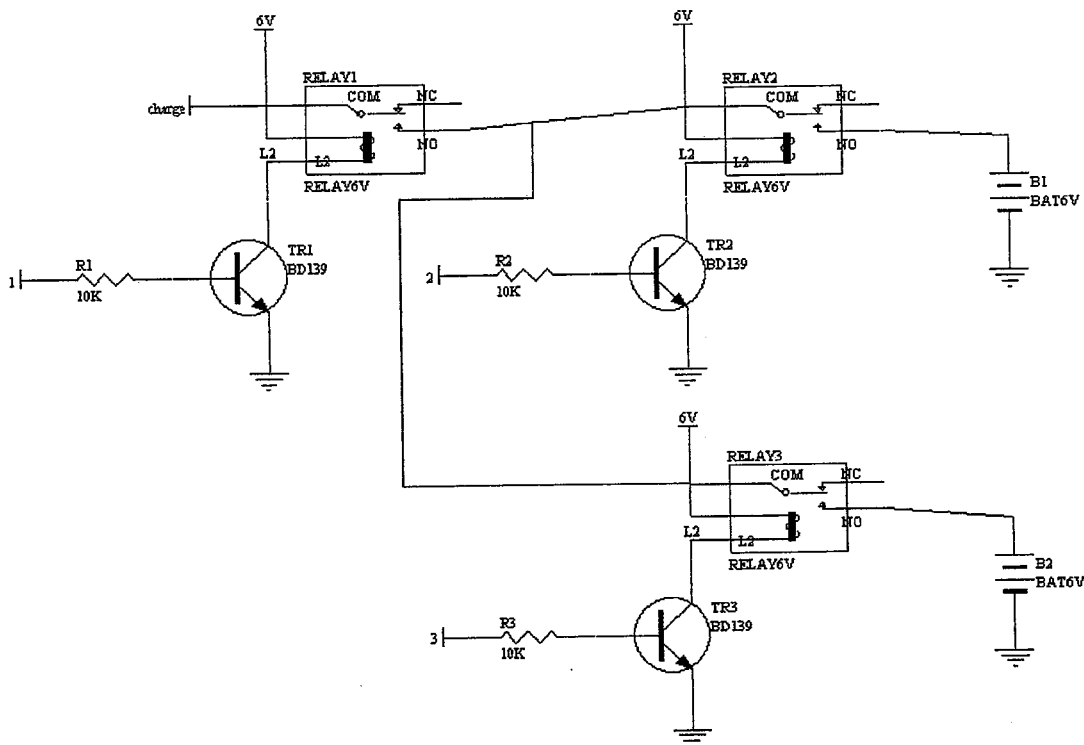 6V
RELAY1
charge
COM
NC
NO
L2
L2
RELAY6V
TR1
BD139
1
R1
10K
6V
RELAY2
COM
NC
NO
L2
L2
RELAY6V
B1
BAT6V
TR2
BD139
2
R2
10K
6V
RELAY3
COM
NC
NO
L2
L2
RELAY6V
B2
BAT6V
TR3
BD139
3
R3
10K